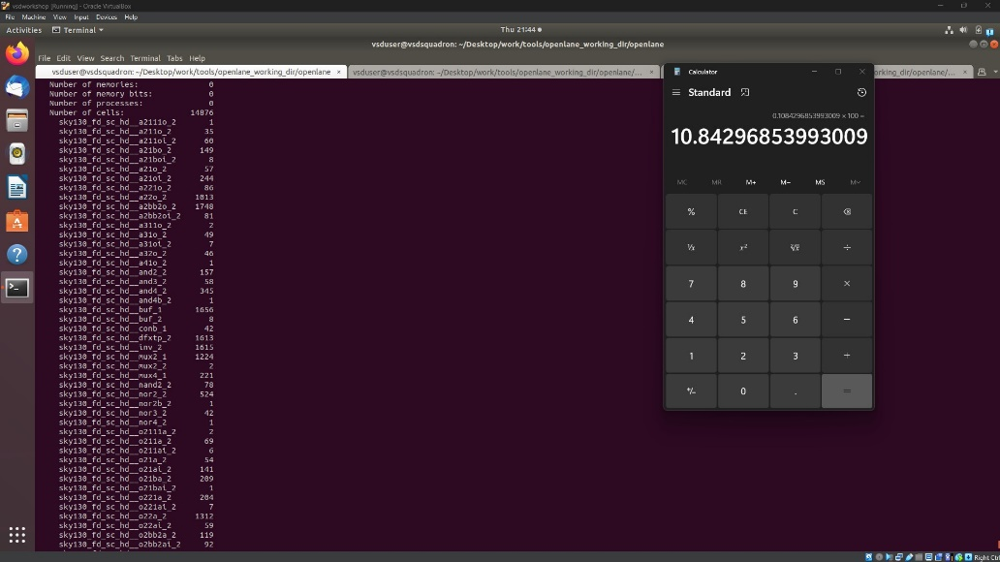 vsdworkshop [Running] - Oracle VirtualBox
File Machine View Input Devices Help
Activities Terminal Thu 21:44
vsduser@vsdsquadron: ~/Desktop/work/tools/openlane_working_dir/openlane
File Edit View Search Terminal Tabs Help
vsduser@vsdsquadron: ~/Desktop/work/tools/openlane_working_dir/openlane × vsduser@vsdsquadron: ~/Desktop/work/tools/openlane_working_dir/openlane/... × orking_dir/openlane/... ×
Number of memories: 0
Number of memory bits: 0
Number of processes: 0
Number of cells: 14876
sky130_fd_sc_hd__a2111o_2 1
sky130_fd_sc_hd__a211o_2 35
sky130_fd_sc_hd__a211oi_2 60
sky130_fd_sc_hd__a21bo_2 149
sky130_fd_sc_hd__a21boi_2 8
sky130_fd_sc_hd__a21o_2 57
sky130_fd_sc_hd__a21oi_2 244
sky130_fd_sc_hd__a221o_2 86
sky130_fd_sc_hd__a22o_2 1013
sky130_fd_sc_hd__a2bb2o_2 1748
sky130_fd_sc_hd__a2bb2oi_2 81
sky130_fd_sc_hd__a311o_2 2
sky130_fd_sc_hd__a31o_2 49
sky130_fd_sc_hd__a31oi_2 7
sky130_fd_sc_hd__a32o_2 46
sky130_fd_sc_hd__a41o_2 1
sky130_fd_sc_hd__and2_2 157
sky130_fd_sc_hd__and3_2 58
sky130_fd_sc_hd__and4_2 345
sky130_fd_sc_hd__and4b_2 1
sky130_fd_sc_hd__buf_1 1656
sky130_fd_sc_hd__buf_2 8
sky130_fd_sc_hd__conb_1 42
sky130_fd_sc_hd__dfxtp_2 1613
sky130_fd_sc_hd__inv_2 1615
sky130_fd_sc_hd__mux2_1 1224
sky130_fd_sc_hd__mux2_2 2
sky130_fd_sc_hd__mux4_1 221
sky130_fd_sc_hd__nand2_2 78
sky130_fd_sc_hd__nor2_2 524
sky130_fd_sc_hd__nor2b_2 1
sky130_fd_sc_hd__nor3_2 42
sky130_fd_sc_hd__nor4_2 1
sky130_fd_sc_hd__o2111a_2 2
sky130_fd_sc_hd__o211a_2 69
sky130_fd_sc_hd__o211ai_2 6
sky130_fd_sc_hd__o21a_2 54
sky130_fd_sc_hd__o21ai_2 141
sky130_fd_sc_hd__o21ba_2 209
sky130_fd_sc_hd__o21bai_2 1
sky130_fd_sc_hd__o221a_2 204
sky130_fd_sc_hd__o221ai_2 7
sky130_fd_sc_hd__o22a_2 1312
sky130_fd_sc_hd__o22ai_2 59
sky130_fd_sc_hd__o2bb2a_2 119
sky130_fd_sc_hd__o2bb2ai_2 92
Calculator
Standard
0.1084296853993009 × 100 =
10.84296853993009
MC MR M+ M− MS M
% CE C
¹/x x² ²√x ÷
7 8 9 ×
4 5 6 −
1 2 3 +
+/− 0 . =
Right Ctrl